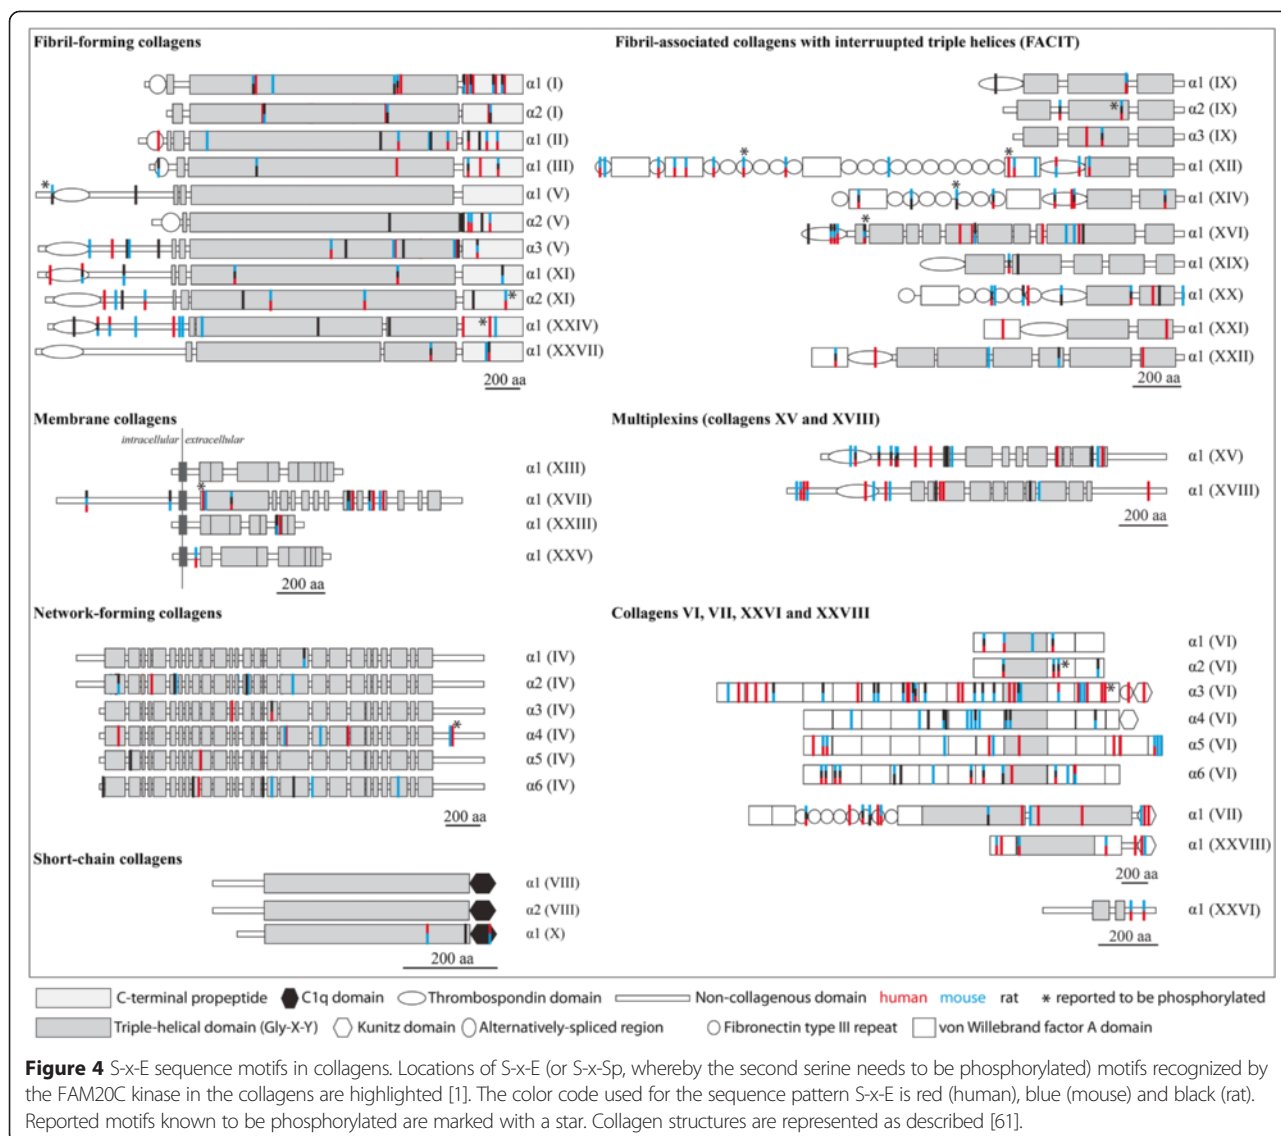 Fibril-forming collagens
α1 (I)
α2 (I)
α1 (II)
α1 (III)
*
α1 (V)
α2 (V)
α3 (V)
α1 (XI)
α2 (XI)
*
α1 (XXIV)
*
α1 (XXVII)
200 aa
Fibril-associated collagens with interruupted triple helices (FACIT)
α1 (IX)
*
α2 (IX)
α3 (IX)
* *
α1 (XII)
*
α1 (XIV)
*
α1 (XVI)
α1 (XIX)
α1 (XX)
α1 (XXI)
α1 (XXII)
200 aa
Membrane collagens
intracellular extracellular
α1 (XIII)
*
α1 (XVII)
α1 (XXIII)
α1 (XXV)
200 aa
Multiplexins (collagens XV and XVIII)
α1 (XV)
α1 (XVIII)
200 aa
Network-forming collagens
α1 (IV)
α2 (IV)
α3 (IV)
*
α4 (IV)
α5 (IV)
α6 (IV)
200 aa
Collagens VI, VII, XXVI and XXVIII
α1 (VI)
*
α2 (VI)
*
α3 (VI)
α4 (VI)
α5 (VI)
α6 (VI)
α1 (VII)
α1 (XXVIII)
200 aa
α1 (XXVI)
200 aa
Short-chain collagens
α1 (VIII)
α2 (VIII)
α1 (X)
200 aa
C-terminal propeptide C1q domain Thrombospondin domain Non-collagenous domain human mouse rat * reported to be phosphorylated
Triple-helical domain (Gly-X-Y) Kunitz domain Alternatively-spliced region Fibronectin type III repeat von Willebrand factor A domain
Figure 4 S-x-E sequence motifs in collagens. Locations of S-x-E (or S-x-Sp, whereby the second serine needs to be phosphorylated) motifs recognized by
the FAM20C kinase in the collagens are highlighted [1]. The color code used for the sequence pattern S-x-E is red (human), blue (mouse) and black (rat).
Reported motifs known to be phosphorylated are marked with a star. Collagen structures are represented as described [61].